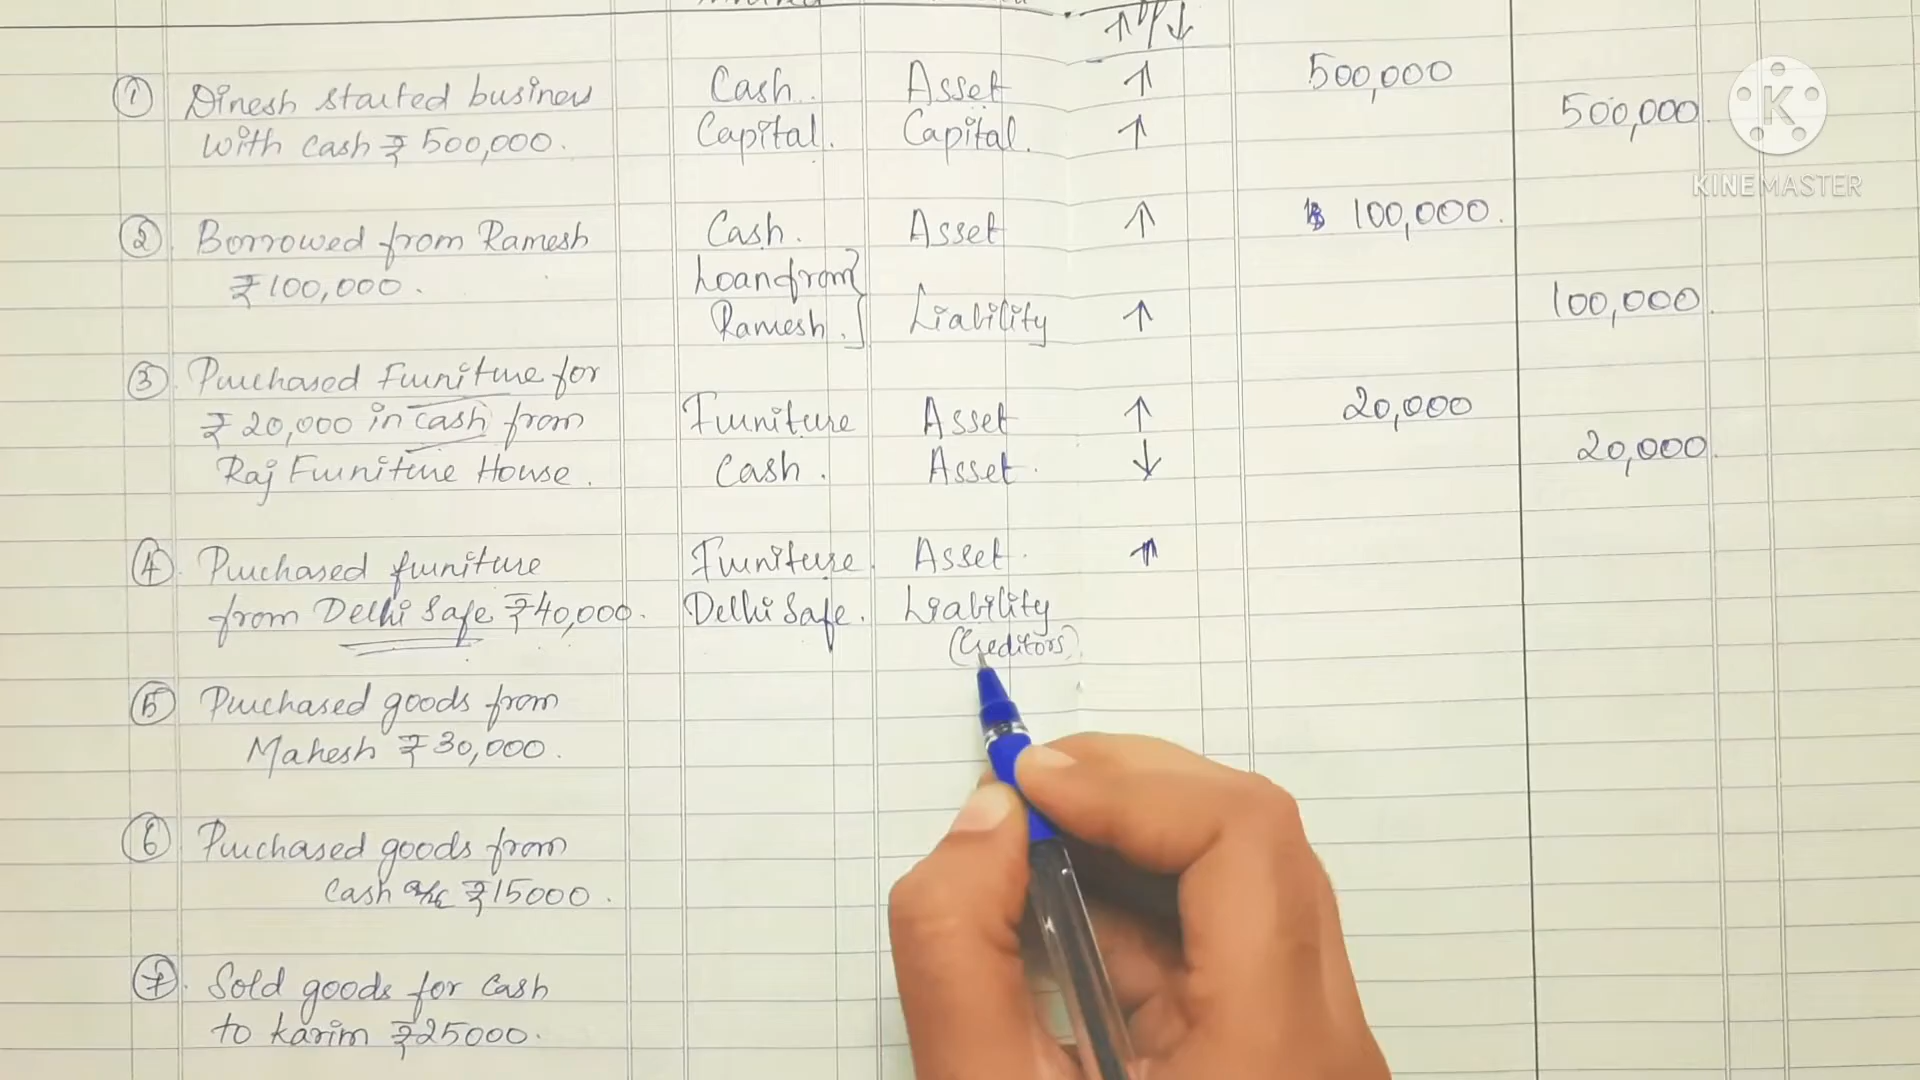 ↑ or ↓
① Dinesh started business Cash. Asset ↑ 500,000
with cash ₹ 500,000. Capital. Capital. ↑ 500,000.
② Borrowed from Ramesh Cash. Asset ↑ 100,000.
₹100,000. Loan from }
Ramesh. Liability ↑ 100,000.
③ Purchased Furniture for
₹ 20,000 in cash from Furniture Asset ↑ 20,000
Raj Furniture House. Cash. Asset. ↓ 20,000.
④ Purchased furniture Furniture. Asset. ↑
from Delhi Safe ₹40,000. Delhi Safe. Liability
(Creditors)
⑤ Purchased goods from
Mahesh ₹30,000.
⑥ Purchased goods from
Cash a/c ₹15000.
⑦ Sold goods for cash
to Karim ₹25000.
K
KINEMASTER